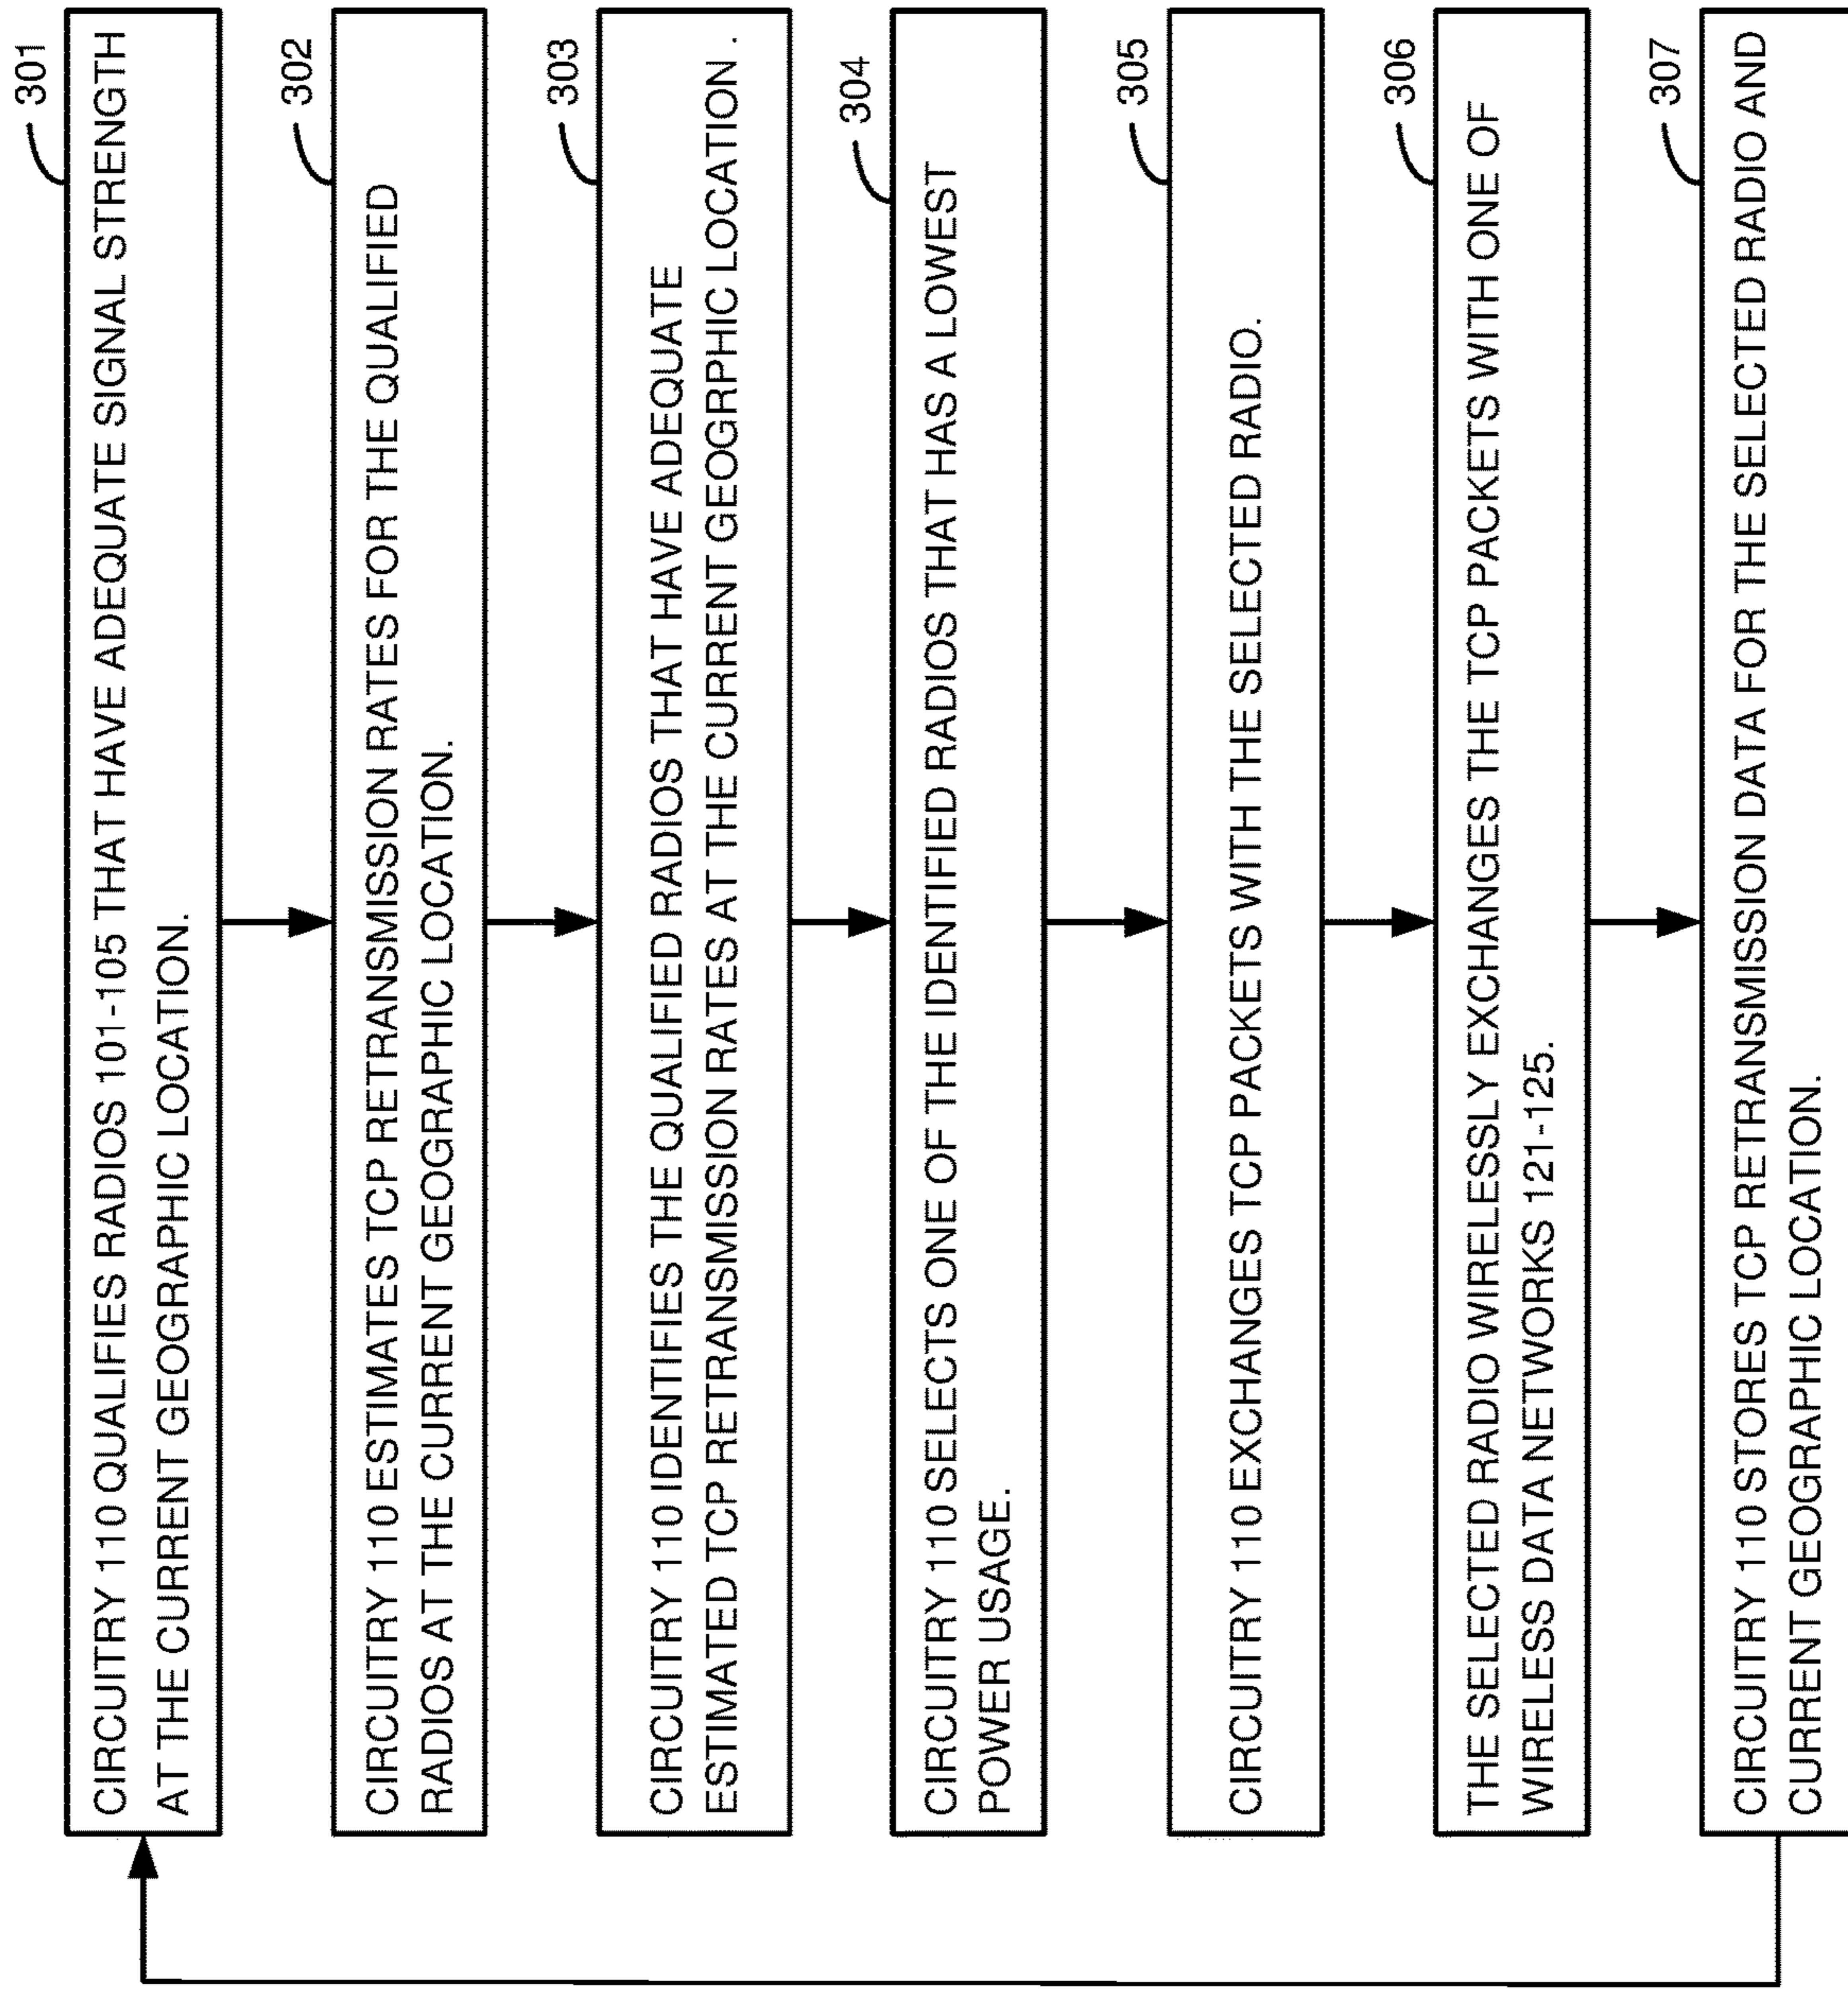 301
CIRCUITRY 110 QUALIFIES RADIOS 101-105 THAT HAVE ADEQUATE SIGNAL STRENGTH
AT THE CURRENT GEOGRAPHIC LOCATION.
302
CIRCUITRY 110 ESTIMATES TCP RETRANSMISSION RATES FOR THE QUALIFIED
RADIOS AT THE CURRENT GEOGRAPHIC LOCATION.
303
CIRCUITRY 110 IDENTIFIES THE QUALIFIED RADIOS THAT HAVE ADEQUATE
ESTIMATED TCP RETRANSMISSION RATES AT THE CURRENT GEOGRPHIC LOCATION .
304
CIRCUITRY 110 SELECTS ONE OF THE IDENTIFIED RADIOS THAT HAS A LOWEST
POWER USAGE.
305
CIRCUITRY 110 EXCHANGES TCP PACKETS WITH THE SELECTED RADIO.
306
THE SELECTED RADIO WIRELESSLY EXCHANGES THE TCP PACKETS WITH ONE OF
WIRELESS DATA NETWORKS 121-125.
307
CIRCUITRY 110 STORES TCP RETRANSMISSION DATA FOR THE SELECTED RADIO AND
CURRENT GEOGRAPHIC LOCATION.